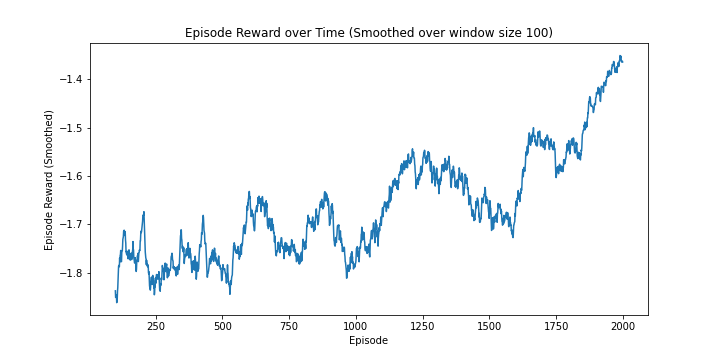 Episode Reward over Time (Smoothed over window size 100)
Episode Reward (Smoothed)
−1.4
−1.5
−1.6
−1.7
−1.8
250 500 750 1000 1250 1500 1750 2000
Episode